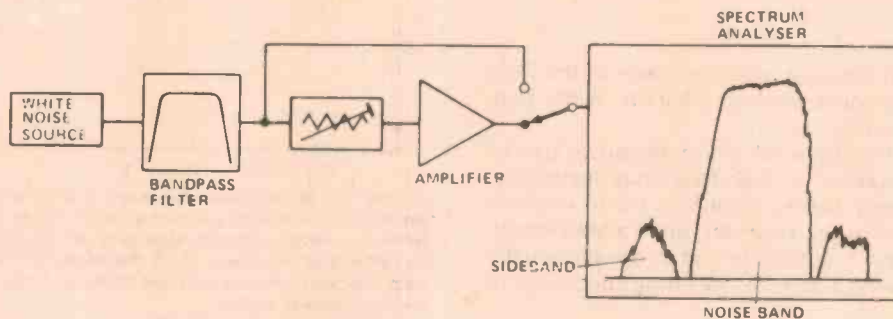 SPECTRUM
ANALYSER
WHITE
NOISE
SOURCE
BANDPASS
FILTER
AMPLIFIER
SIDEBAND
NOISE BAND